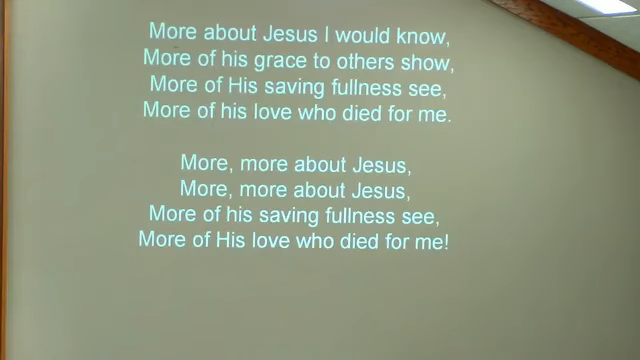 More about Jesus I would know,
More of his grace to others show,
More of His saving fullness see,
More of his love who died for me.
More, more about Jesus,
More, more about Jesus,
More of his saving fullness see,
More of His love who died for me!